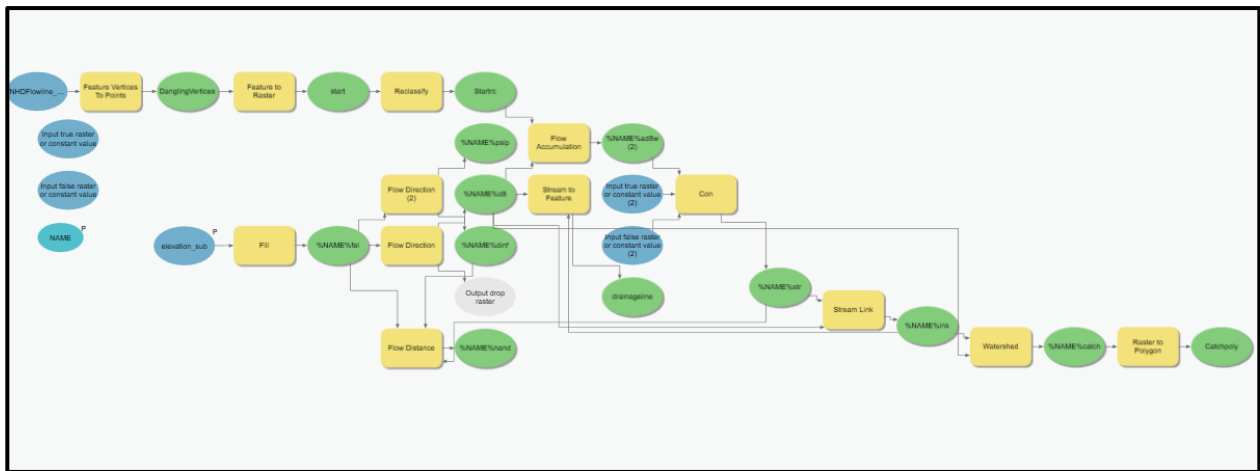 NHDFlowline_...
Feature Vertices
To Points
DanglingVertices
Feature to
Raster
start
Reclassify
Startrc
Input true raster
or constant value
%NAME%pslp
Flow
Accumulation
%NAME%ad8w
(2)
Input false raster
or constant value
Flow Direction
(2)
Stream to
Feature
Input true raster
or constant value
(2)
Con
NAME
P
elevation_sub
P
Fill
%NAME%fel
Flow Direction
%NAME%dinf
Input false raster
or constant value
(2)
Output drop
raster
drainageline
%NAME%str
Stream Link
%NAME%lnk
Flow Distance
%NAME%hand
Watershed
%NAME%catch
Raster to
Polygon
Catchpoly